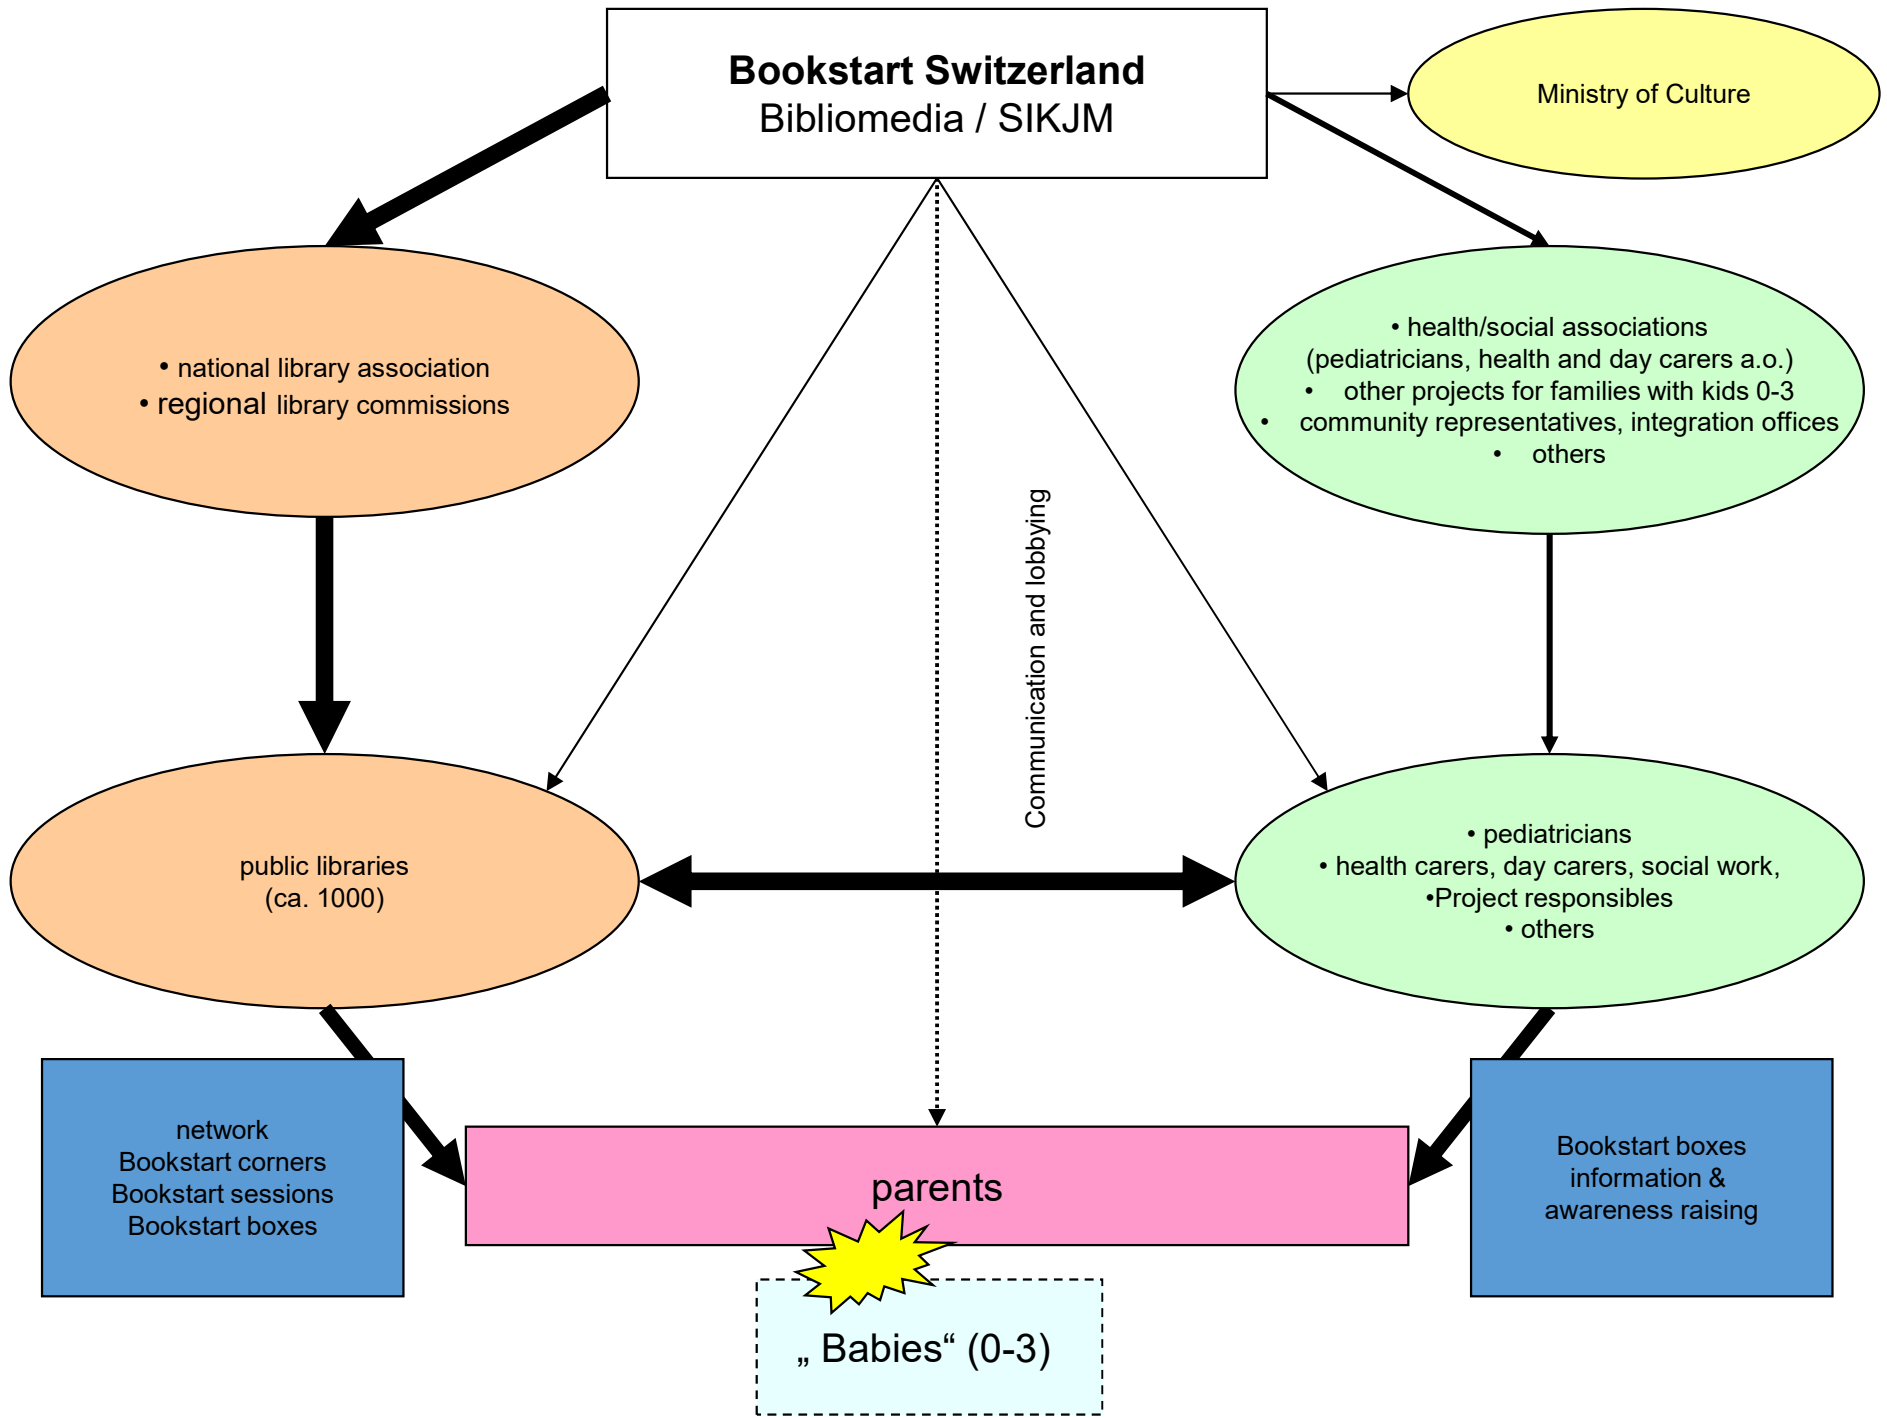 Bookstart Switzerland
Bibliomedia / SIKJM
Ministry of Culture
• national library association
• regional library commissions
• health/social associations
(pediatricians, health and day carers a.o.)
• other projects for families with kids 0-3
• community representatives, integration offices
• others
Communication and lobbying
public libraries
(ca. 1000)
• pediatricians
• health carers, day carers, social work,
•Project responsibles
• others
network
Bookstart corners
Bookstart sessions
Bookstart boxes
parents
Bookstart boxes
information &
awareness raising
„ Babies“ (0-3)